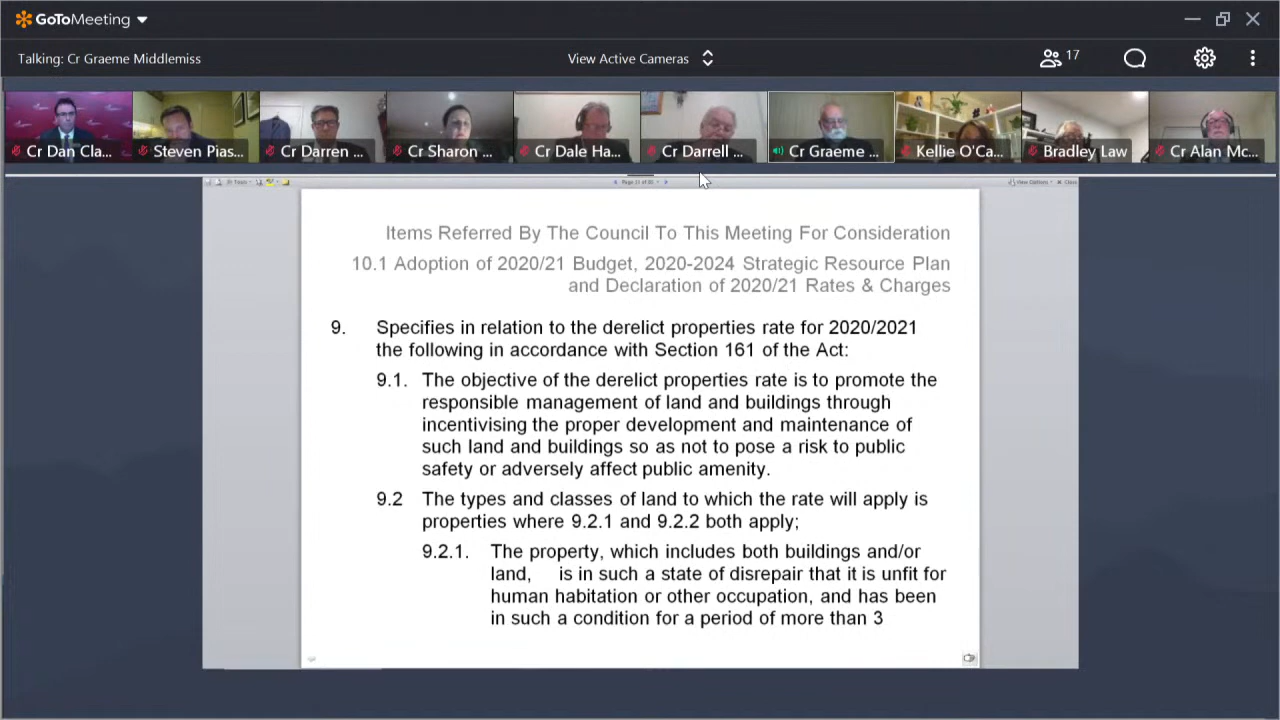 GoToMeeting
Talking: Cr Graeme Middlemiss
View Active Cameras
17
Cr Dan Cla...
Steven Pias...
Cr Darren ...
Cr Sharon ...
Cr Dale Ha...
Cr Darrell ...
Cr Graeme ...
Kellie O'Ca...
Bradley Law
Cr Alan Mc...
Tools
Page 11 of 80
View Options
Close
Items Referred By The Council To This Meeting For Consideration
10.1 Adoption of 2020/21 Budget, 2020-2024 Strategic Resource Plan
and Declaration of 2020/21 Rates & Charges
9. Specifies in relation to the derelict properties rate for 2020/2021
the following in accordance with Section 161 of the Act:
9.1. The objective of the derelict properties rate is to promote the
responsible management of land and buildings through
incentivising the proper development and maintenance of
such land and buildings so as not to pose a risk to public
safety or adversely affect public amenity.
9.2 The types and classes of land to which the rate will apply is
properties where 9.2.1 and 9.2.2 both apply;
9.2.1. The property, which includes both buildings and/or
land, is in such a state of disrepair that it is unfit for
human habitation or other occupation, and has been
in such a condition for a period of more than 3